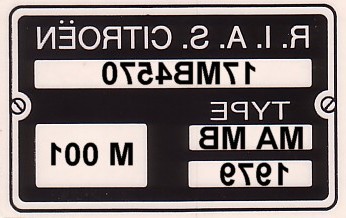 R. I. A. S. CITROËN
17MB4570
TYPE
MA MB
1979
M 001